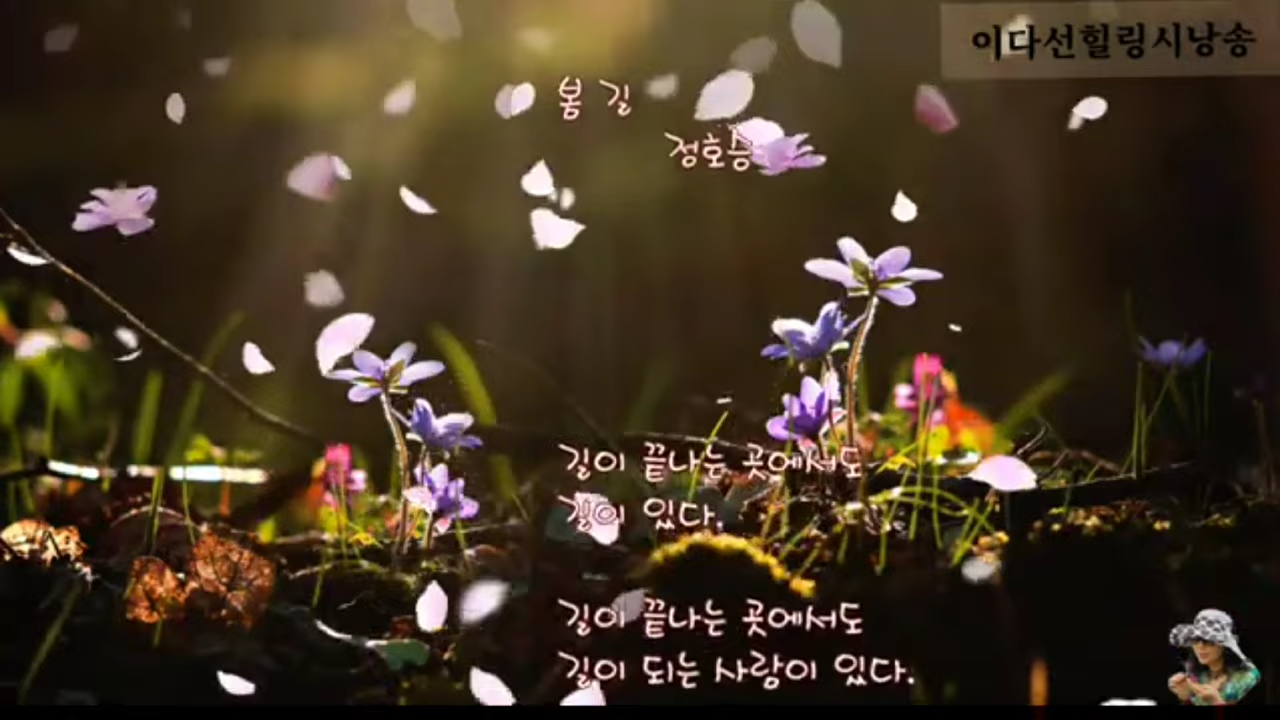 이다선힐링시낭송
봄 길
정호승
길이 끝나는 곳에서도
길이 있다.
길이 끝나는 곳에서도
길이 되는 사람이 있다.